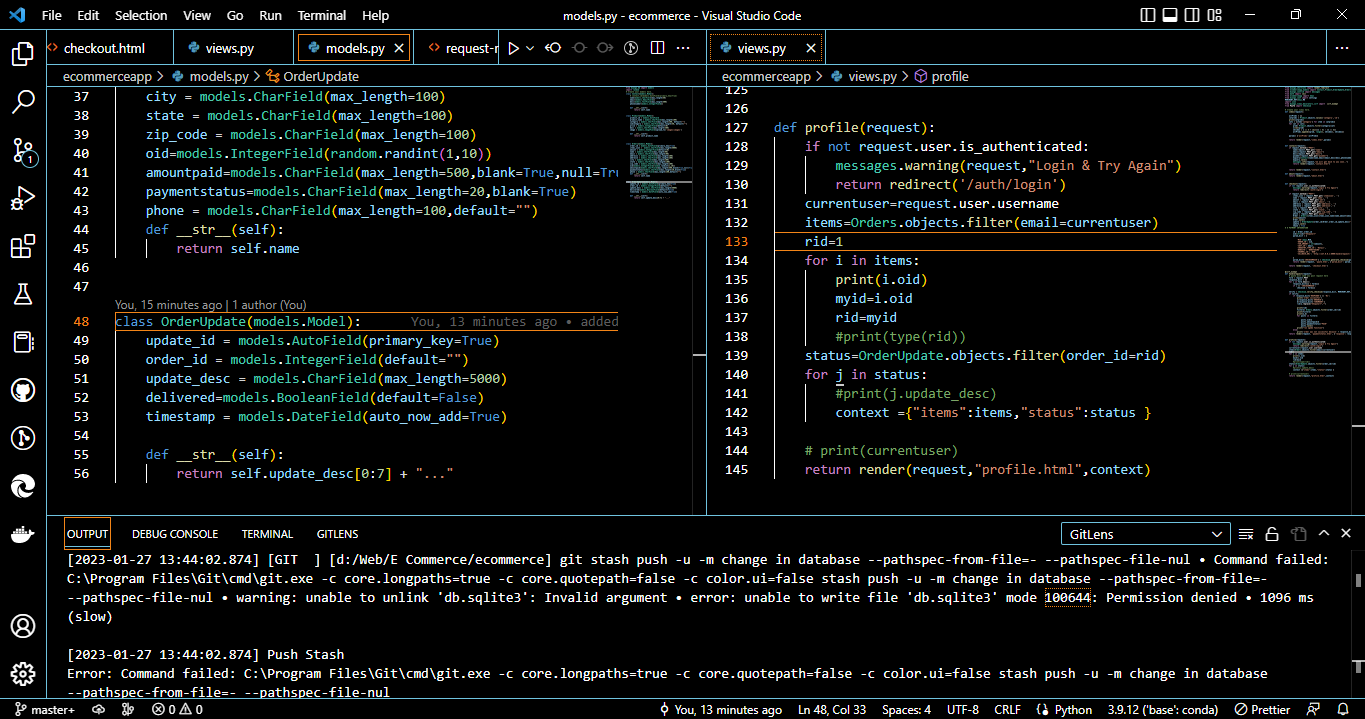 File Edit Selection View Go Run Terminal Help models.py - ecommerce - Visual Studio Code
checkout.html views.py models.py request-r views.py
ecommerceapp > models.py > OrderUpdate
37 city = models.CharField(max_length=100)
38 state = models.CharField(max_length=100)
39 zip_code = models.CharField(max_length=100)
40 oid=models.IntegerField(random.randint(1,10))
41 amountpaid=models.CharField(max_length=500,blank=True,null=Tr
42 paymentstatus=models.CharField(max_length=20,blank=True)
43 phone = models.CharField(max_length=100,default="")
44 def __str__(self):
45 return self.name
46
47
You, 15 minutes ago | 1 author (You)
48 class OrderUpdate(models.Model): You, 13 minutes ago • added
49 update_id = models.AutoField(primary_key=True)
50 order_id = models.IntegerField(default="")
51 update_desc = models.CharField(max_length=5000)
52 delivered=models.BooleanField(default=False)
53 timestamp = models.DateField(auto_now_add=True)
54
55 def __str__(self):
56 return self.update_desc[0:7] + "..."
ecommerceapp > views.py > profile
125
126
127 def profile(request):
128 if not request.user.is_authenticated:
129 messages.warning(request,"Login & Try Again")
130 return redirect('/auth/login')
131 currentuser=request.user.username
132 items=Orders.objects.filter(email=currentuser)
133 rid=1
134 for i in items:
135 print(i.oid)
136 myid=i.oid
137 rid=myid
138 #print(type(rid))
139 status=OrderUpdate.objects.filter(order_id=rid)
140 for j in status:
141 #print(j.update_desc)
142 context ={"items":items,"status":status }
143
144 # print(currentuser)
145 return render(request,"profile.html",context)
OUTPUT DEBUG CONSOLE TERMINAL GITLENS GitLens
[2023-01-27 13:44:02.874] [GIT ] [d:/Web/E Commerce/ecommerce] git stash push -u -m change in database --pathspec-from-file=- --pathspec-file-nul • Command failed:
C:\Program Files\Git\cmd\git.exe -c core.longpaths=true -c core.quotepath=false -c color.ui=false stash push -u -m change in database --pathspec-from-file=-
--pathspec-file-nul • warning: unable to unlink 'db.sqlite3': Invalid argument • error: unable to write file 'db.sqlite3' mode 100644: Permission denied • 1096 ms
(slow)
[2023-01-27 13:44:02.874] Push Stash
Error: Command failed: C:\Program Files\Git\cmd\git.exe -c core.longpaths=true -c core.quotepath=false -c color.ui=false stash push -u -m change in database
--pathspec-from-file=- --pathspec-file-nul
1
master+ 0 0 You, 13 minutes ago Ln 48, Col 33 Spaces: 4 UTF-8 CRLF Python 3.9.12 ('base': conda) Prettier